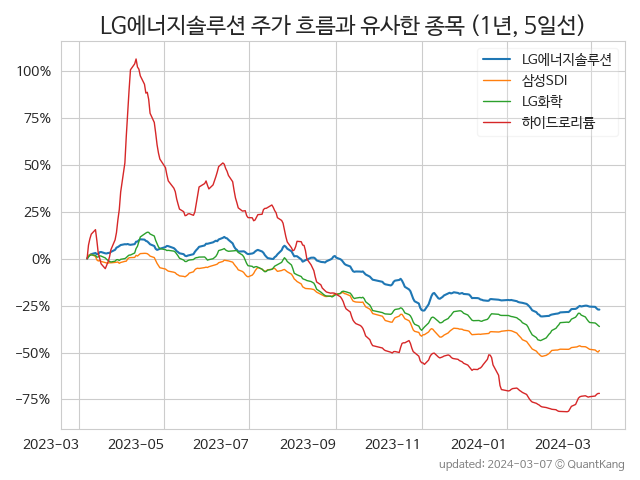 LG에너지솔루션 주가 흐름과 유사한 종목 (1년, 5일선)
LG에너지솔루션
삼성SDI
LG화학
하이드로리튬
100%
75%
50%
25%
0%
−25%
−50%
−75%
2023-03 2023-05 2023-07 2023-09 2023-11 2024-01 2024-03
updated: 2024-03-07 © QuantKang